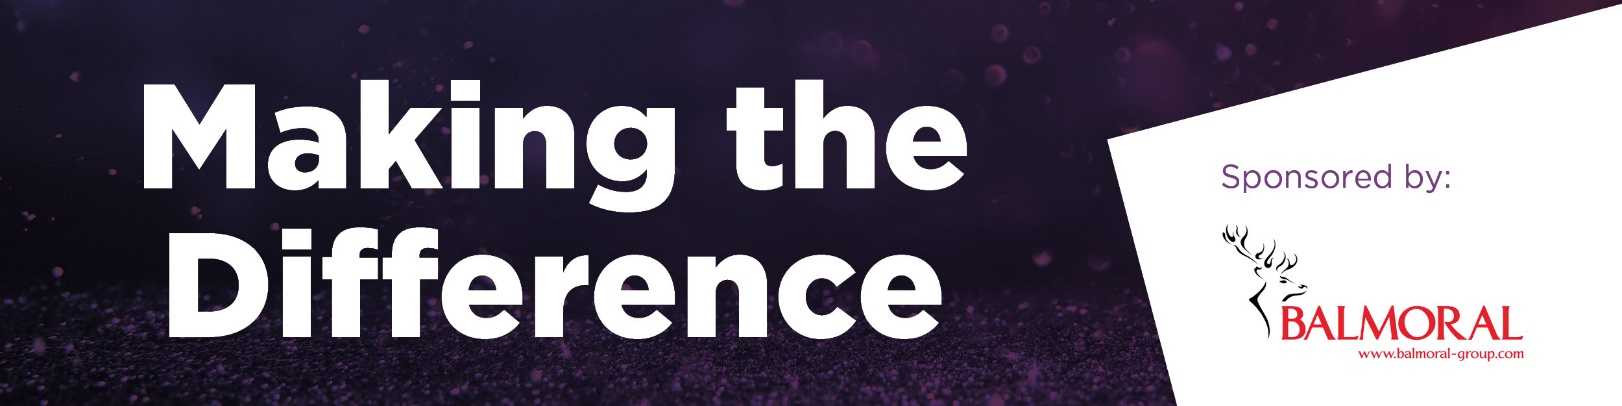 Making the
Difference
Sponsored by:
BALMORAL
www.balmoral-group.com